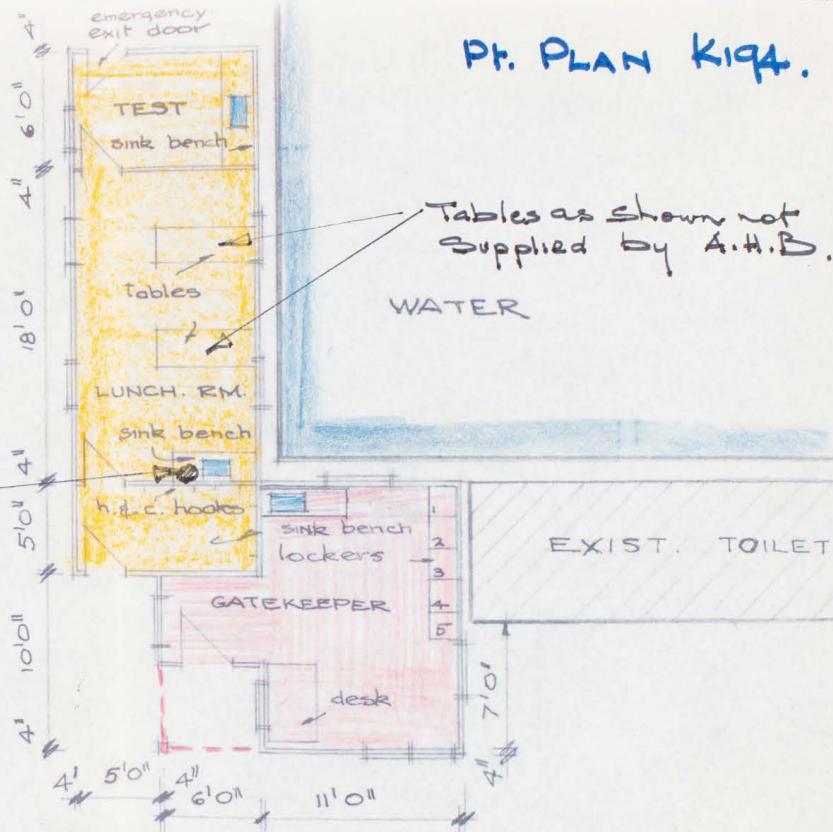 emergency
exit door
Pt. PLAN K194.
4"
6'0"
4"
18'0"
4"
5'0"
10'0"
4'
TEST
sink bench
Tables as shown not
supplied by A.H.B.
Tables
WATER
LUNCH. RM.
sink bench
h. & c. hooks
sink bench
lockers
1
2
3
4
5
EXIST. TOILET
GATEKEEPER
desk
7'0"
4"
4'
5'0"
4"
6'0"
11'0"